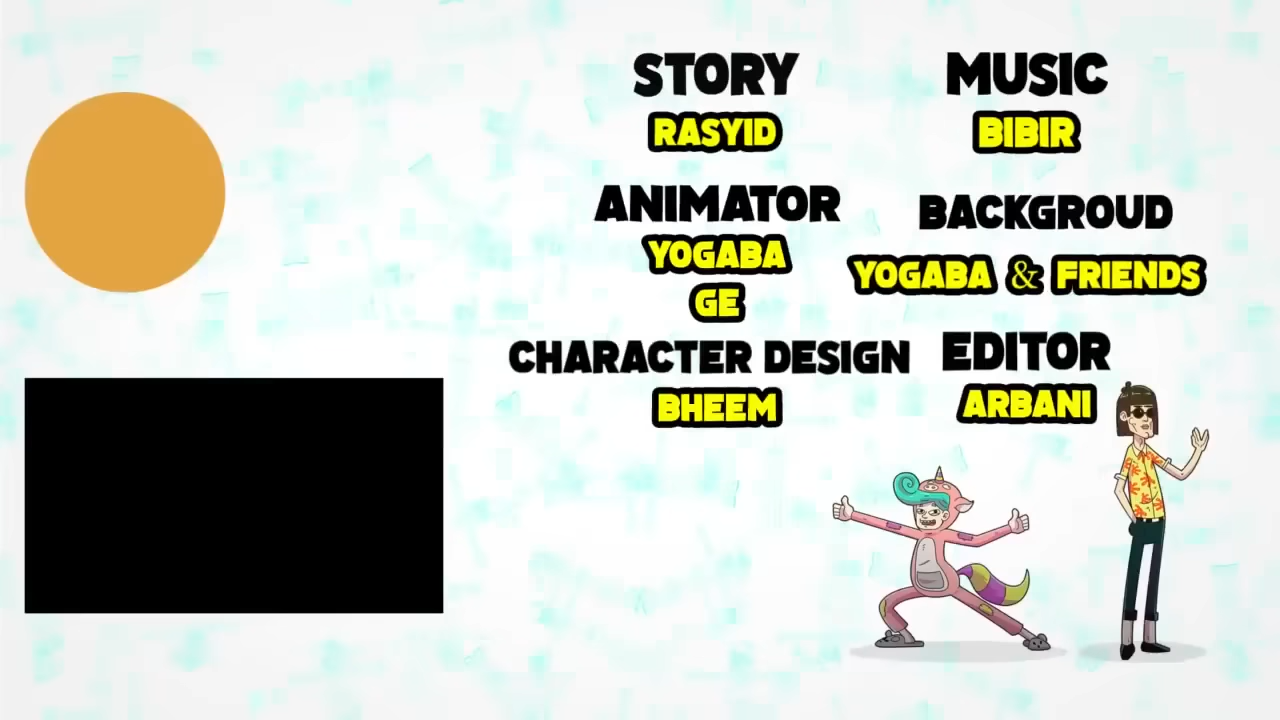 STORY
RASYID
ANIMATOR
YOGABA
GE
CHARACTER DESIGN
BHEEM
MUSIC
BIBIR
BACKGROUD
YOGABA & FRIENDS
EDITOR
ARBANI